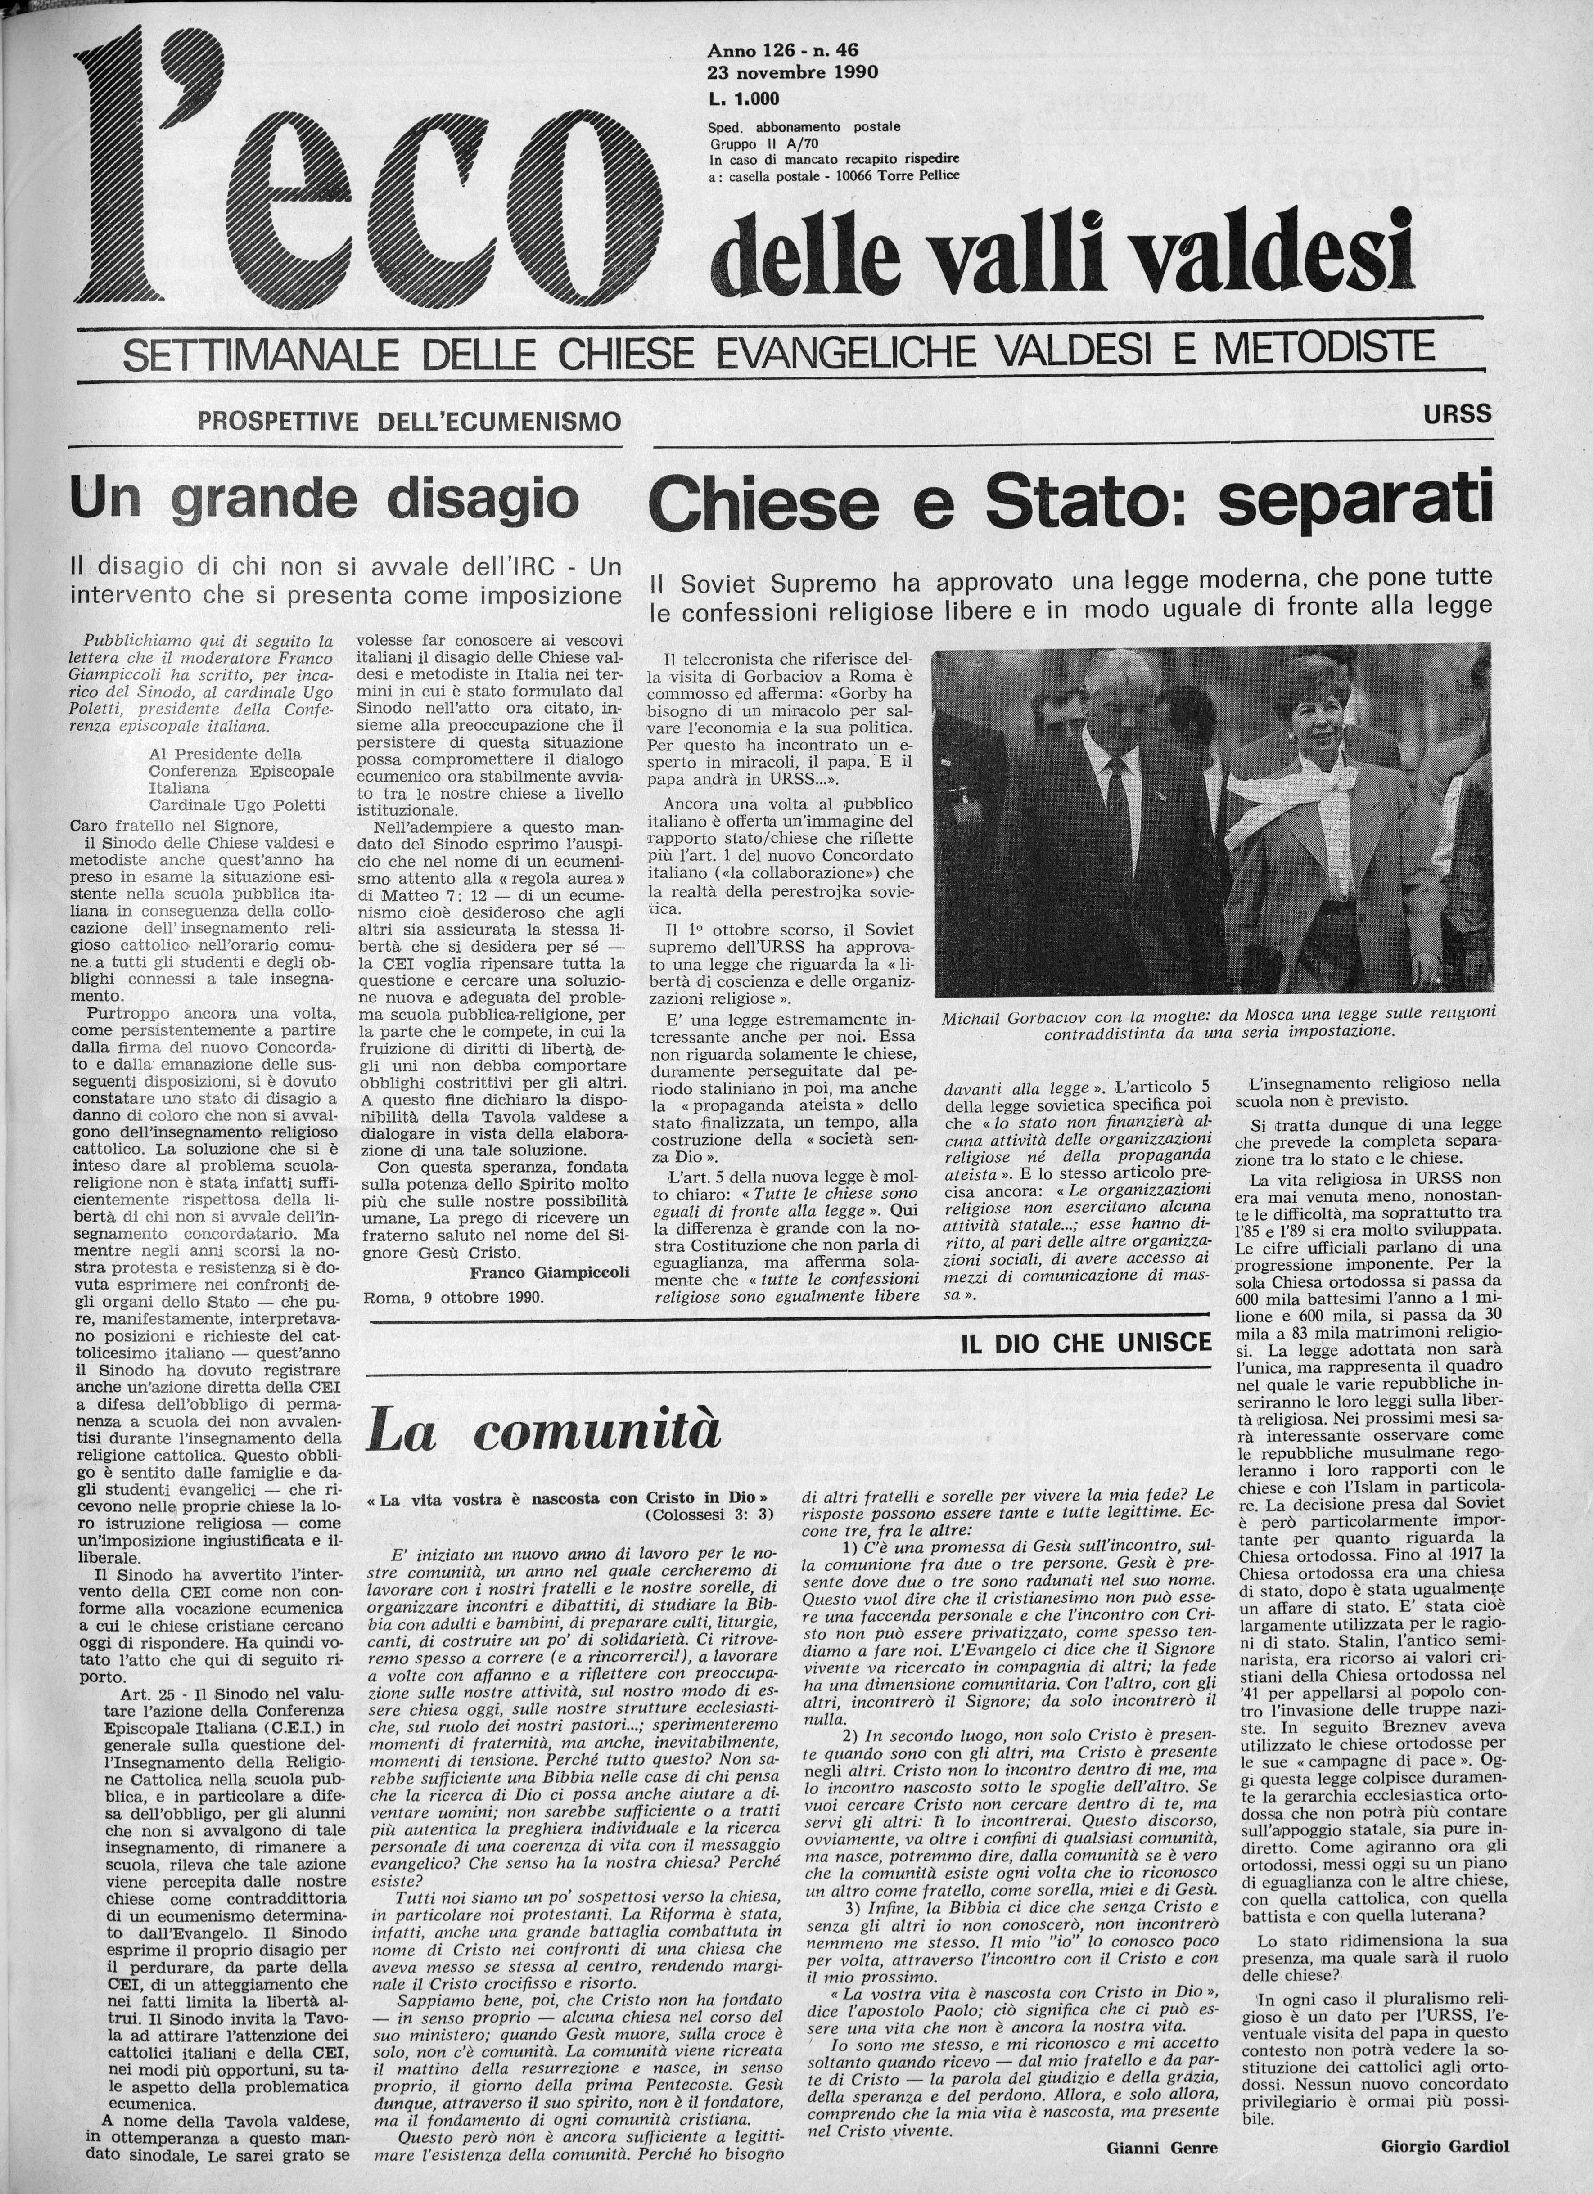 l'eco
Anno 126 - n. 46
23 novembre 1990
L. 1.000
Sped. abbonamento postale
Gruppo II A/70
In caso di mancato recapito rispedire
a: casella postale - 10066 Torre Pellice
delle valli valdesi
SETTIMANALE DELLE CHIESE EVANGELICHE VALDESI E METODISTE
PROSPETTIVE DELL'ECUMENISMO
Un grande disagio
Il disagio di chi non si avvale dell'IRC - Un
intervento che si presenta come imposizione
Pubblichiamo qui di seguito la
lettera che il moderatore Franco
Giampiccoli ha scritto, per inca-
rico del Sinodo, al cardinale Ugo
Poletti, presidente della Confe-
renza episcopale italiana.
Al Presidente della
Conferenza Episcopale
Italiana
Cardinale Ugo Poletti
Caro fratello nel Signore,
il Sinodo delle Chiese valdesi e
metodiste anche quest'anno ha
preso in esame la situazione esi-
stente nella scuola pubblica ita-
liana in conseguenza della collo-
cazione dell'insegnamento reli-
gioso cattolico nell'orario comu-
ne a tutti gli studenti e degli ob-
blighi connessi a tale insegna-
mento.
Purtroppo ancora una volta,
come persistentemente a partire
dalla firma del nuovo Concorda-
to e dalla emanazione delle sus-
seguenti disposizioni, si è dovuto
constatare uno stato di disagio a
danno di coloro che non si avval-
gono dell'insegnamento religioso
cattolico. La soluzione che si è
inteso dare al problema scuola-
religione non è stata infatti suffi-
cientemente rispettosa della li-
bertà di chi non si avvale dell'in-
segnamento concordatario. Ma
mentre negli anni scorsi la no-
stra protesta e resistenza si è do-
vuta esprimere nei confronti de-
gli organi dello Stato — che pu-
re, manifestamente, interpretava-
no posizioni e richieste del cat-
tolicesimo italiano — quest'anno
il Sinodo ha dovuto registrare
anche un'azione diretta della CEI
a difesa dell'obbligo di perma-
nenza a scuola dei non avvalen-
tisi durante l'insegnamento della
religione cattolica. Questo obbli-
go è sentito dalle famiglie e da-
gli studenti evangelici — che ri-
cevono nelle proprie chiese la lo-
ro istruzione religiosa — come
un'imposizione ingiustificata e il-
liberale.
Il Sinodo ha avvertito l'inter-
vento della CEI come non con-
forme alla vocazione ecumenica
a cui le chiese cristiane cercano
oggi di rispondere. Ha quindi vo-
tato l'atto che qui di seguito ri-
porto.
Art. 25 - Il Sinodo nel valu-
tare l'azione della Conferenza
Episcopale Italiana (C.E.I.) in
generale sulla questione del-
l'Insegnamento della Religio-
ne Cattolica nella scuola pub-
blica, e in particolare a dife-
sa dell'obbligo, per gli alunni
che non si avvalgono di tale
insegnamento, di rimanere a
scuola, rileva che tale azione
viene percepita dalle nostre
chiese come contraddittoria
di un ecumenismo determina-
to dall'Evangelo. Il Sinodo
esprime il proprio disagio per
il perdurare, da parte della
CEI, di un atteggiamento che
nei fatti limita la libertà al-
trui. Il Sinodo invita la Tavo-
la ad attirare l'attenzione dei
cattolici italiani e della CEI,
nei modi più opportuni, su ta-
le aspetto della problematica
ecumenica.
A nome della Tavola valdese,
in ottemperanza a questo man-
dato sinodale, Le sarei grato se
volesse far conoscere ai vescovi
italiani il disagio delle Chiese val-
desi e metodiste in Italia nei ter-
mini in cui è stato formulato dal
Sinodo nell'atto ora citato, in-
sieme alla preoccupazione che il
persistere di questa situazione
possa compromettere il dialogo
ecumenico ora stabilmente avvia-
to tra le nostre chiese a livello
istituzionale.
Nell'adempiere a questo man-
dato del Sinodo esprimo l'auspi-
cio che nel nome di un ecumeni-
smo attento alla « regola aurea »
di Matteo 7: 12 — di un ecume-
nismo cioè desideroso che agli
altri sia assicurata la stessa li-
bertà che si desidera per sé —
la CEI voglia ripensare tutta la
questione e cercare una soluzio-
ne nuova e adeguata del proble-
ma scuola pubblica-religione, per
la parte che le compete, in cui la
fruizione di diritti di libertà de-
gli uni non debba comportare
obblighi costrittivi per gli altri.
A questo fine dichiaro la dispo-
nibilità della Tavola valdese a
dialogare in vista della elabora-
zione di una tale soluzione.
Con questa speranza, fondata
sulla potenza dello Spirito molto
più che sulle nostre possibilità
umane, La prego di ricevere un
fraterno saluto nel nome del Si-
gnore Gesù Cristo.
Franco Giampiccoli
Roma, 9 ottobre 1990.
URSS
Chiese e Stato: separati
Il Soviet Supremo ha approvato una legge moderna, che pone tutte
le confessioni religiose libere e in modo uguale di fronte alla legge
Il telecronista che riferisce del-
la visita di Gorbaciov a Roma è
commosso ed afferma: «Gorby ha
bisogno di un miracolo per sal-
vare l'economia e la sua politica.
Per questo ha incontrato un e-
sperto in miracoli, il papa. E il
papa andrà in URSS...».
Ancora una volta al pubblico
italiano è offerta un'immagine del
rapporto stato/chiese che riflette
più l'art. 1 del nuovo Concordato
italiano («la collaborazione») che
la realtà della perestrojka sovie-
tica.
Il 1º ottobre scorso, il Soviet
supremo dell'URSS ha approva-
to una legge che riguarda la « li-
bertà di coscienza e delle organiz-
zazioni religiose ».
E' una legge estremamente in-
teressante anche per noi. Essa
non riguarda solamente le chiese,
duramente perseguitate dal pe-
riodo staliniano in poi, ma anche
la « propaganda ateista » dello
stato finalizzata, un tempo, alla
costruzione della « società sen-
za Dio ».
L'art. 5 della nuova legge è mol-
to chiaro: « Tutte le chiese sono
eguali di fronte alla legge ». Qui
la differenza è grande con la no-
stra Costituzione che non parla di
eguaglianza, ma afferma sola-
mente che « tutte le confessioni
religiose sono egualmente libere
Michail Gorbaciov con la moglie: da Mosca una legge sulle religioni
contraddistinta da una seria impostazione.
davanti alla legge ». L'articolo 5
della legge sovietica specifica poi
che « lo stato non finanzierà al-
cuna attività delle organizzazioni
religiose né della propaganda
ateista ». E lo stesso articolo pre-
cisa ancora: « Le organizzazioni
religiose non esercitano alcuna
attività statale...; esse hanno di-
ritto, al pari delle altre organizza-
zioni sociali, di avere accesso ai
mezzi di comunicazione di mas-
sa ».
L'insegnamento religioso nella
scuola non è previsto.
Si tratta dunque di una legge
che prevede la completa separa-
zione tra lo stato e le chiese.
La vita religiosa in URSS non
era mai venuta meno, nonostan-
te le difficoltà, ma soprattutto tra
l'85 e l'89 si era molto sviluppata.
Le cifre ufficiali parlano di una
progressione imponente. Per la
sola Chiesa ortodossa si passa da
600 mila battesimi l'anno a 1 mi-
lione e 600 mila, si passa da 30
mila a 83 mila matrimoni religio-
si. La legge adottata non sarà
l'unica, ma rappresenta il quadro
nel quale le varie repubbliche in-
seriranno le loro leggi sulla liber-
tà religiosa. Nei prossimi mesi sa-
rà interessante osservare come
le repubbliche musulmane rego-
leranno i loro rapporti con le
chiese e con l'Islam in particola-
re. La decisione presa dal Soviet
è però particolarmente impor-
tante per quanto riguarda la
Chiesa ortodossa. Fino al 1917 la
Chiesa ortodossa era una chiesa
di stato, dopo è stata ugualmente
un affare di stato. E' stata cioè
largamente utilizzata per le ragio-
ni di stato. Stalin, l'antico semi-
narista, era ricorso ai valori cri-
stiani della Chiesa ortodossa nel
'41 per appellarsi al popolo con-
tro l'invasione delle truppe nazi-
ste. In seguito Breznev aveva
utilizzato le chiese ortodosse per
le sue « campagne di pace ». Og-
gi questa legge colpisce duramen-
te la gerarchia ecclesiastica orto-
dossa che non potrà più contare
sull'appoggio statale, sia pure in-
diretto. Come agiranno ora gli
ortodossi, messi oggi su un piano
di eguaglianza con le altre chiese,
con quella cattolica, con quella
battista e con quella luterana?
Lo stato ridimensiona la sua
presenza, ma quale sarà il ruolo
delle chiese?
In ogni caso il pluralismo reli-
gioso è un dato per l'URSS, l'e-
ventuale visita del papa in questo
contesto non potrà vedere la so-
stituzione dei cattolici agli orto-
dossi. Nessun nuovo concordato
privilegiario è ormai più possi-
bile.
Giorgio Gardiol
IL DIO CHE UNISCE
La comunità
« La vita vostra è nascosta con Cristo in Dio »
(Colossesi 3: 3)
E' iniziato un nuovo anno di lavoro per le no-
stre comunità, un anno nel quale cercheremo di
lavorare con i nostri fratelli e le nostre sorelle, di
organizzare incontri e dibattiti, di studiare la Bib-
bia con adulti e bambini, di preparare culti, liturgie,
canti, di costruire un po' di solidarietà. Ci ritrove-
remo spesso a correre (e a rincorrerci!), a lavorare
a volte con affanno e a riflettere con preoccupa-
zione sulle nostre attività, sul nostro modo di es-
sere chiesa oggi, sulle nostre strutture ecclesiasti-
che, sul ruolo dei nostri pastori...; sperimenteremo
momenti di fraternità, ma anche, inevitabilmente,
momenti di tensione. Perché tutto questo? Non sa-
rebbe sufficiente una Bibbia nelle case di chi pensa
che la ricerca di Dio ci possa anche aiutare a di-
ventare uomini; non sarebbe sufficiente o a tratti
più autentica la preghiera individuale e la ricerca
personale di una coerenza di vita con il messaggio
evangelico? Che senso ha la nostra chiesa? Perché
esiste?
Tutti noi siamo un po' sospettosi verso la chiesa,
in particolare noi protestanti. La Riforma è stata,
infatti, anche una grande battaglia combattuta in
nome di Cristo nei confronti di una chiesa che
aveva messo se stessa al centro, rendendo margi-
nale il Cristo crocifisso e risorto.
Sappiamo bene, poi, che Cristo non ha fondato
— in senso proprio — alcuna chiesa nel corso del
suo ministero; quando Gesù muore, sulla croce è
solo, non c'è comunità. La comunità viene ricreata
il mattino della resurrezione e nasce, in senso
proprio, il giorno della prima Pentecoste. Gesù
dunque, attraverso il suo spirito, non è il fondatore,
ma il fondamento di ogni comunità cristiana.
Questo però non è ancora sufficiente a legitti-
mare l'esistenza della comunità. Perché ho bisogno
di altri fratelli e sorelle per vivere la mia fede? Le
risposte possono essere tante e tutte legittime. Ec-
cone tre, fra le altre:
1) C'è una promessa di Gesù sull'incontro, sul-
la comunione fra due o tre persone. Gesù è pre-
sente dove due o tre sono radunati nel suo nome.
Questo vuol dire che il cristianesimo non può esse-
re una faccenda personale e che l'incontro con Cri-
sto non può essere privatizzato, come spesso ten-
diamo a fare noi. L'Evangelo ci dice che il Signore
vivente va ricercato in compagnia di altri; la fede
ha una dimensione comunitaria. Con l'altro, con gli
altri, incontrerò il Signore; da solo incontrerò il
nulla.
2) In secondo luogo, non solo Cristo è presen-
te quando sono con gli altri, ma Cristo è presente
negli altri. Cristo non lo incontro dentro di me, ma
lo incontro nascosto sotto le spoglie dell'altro. Se
vuoi cercare Cristo non cercare dentro di te, ma
servi gli altri: lì lo incontrerai. Questo discorso,
ovviamente, va oltre i confini di qualsiasi comunità,
ma nasce, potremmo dire, dalla comunità se è vero
che la comunità esiste ogni volta che io riconosco
un altro come fratello, come sorella, miei e di Gesù.
3) Infine, la Bibbia ci dice che senza Cristo e
senza gli altri io non conoscerò, non incontrerò
nemmeno me stesso. Il mio "io" lo conosco poco
per volta, attraverso l'incontro con il Cristo e con
il mio prossimo.
« La vostra vita è nascosta con Cristo in Dio »,
dice l'apostolo Paolo; ciò significa che ci può es-
sere una vita che non è ancora la nostra vita.
Io sono me stesso, e mi riconosco e mi accetto
soltanto quando ricevo — dal mio fratello e da par-
te di Cristo — la parola del giudizio e della grazia,
della speranza e del perdono. Allora, e solo allora,
comprendo che la mia vita è nascosta, ma presente
nel Cristo vivente.
Gianni Genre